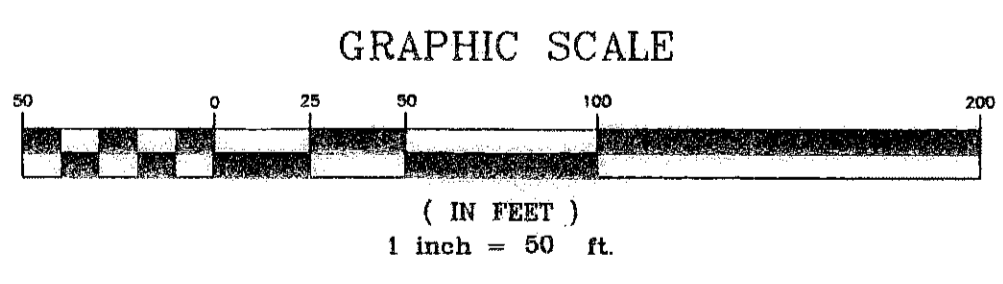 GRAPHIC SCALE
50 0 25 50 100 200
( IN FEET )
1 inch = 50 ft.